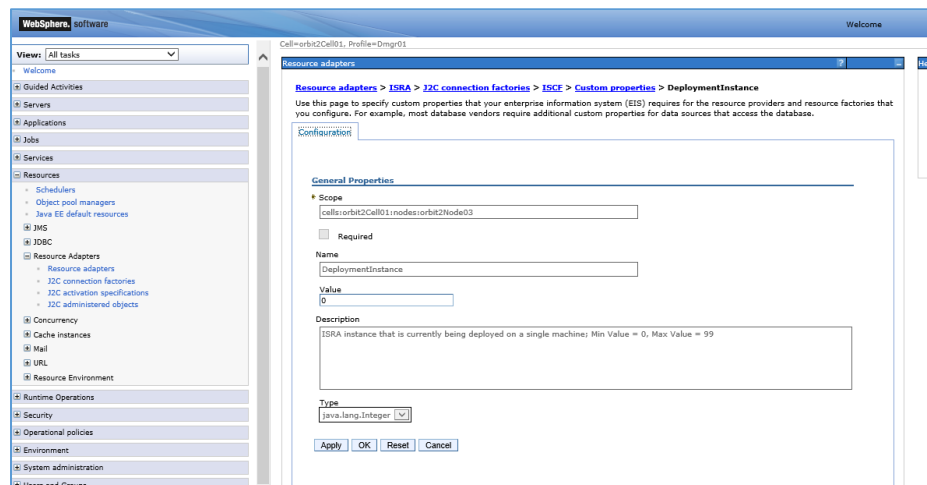 WebSphere. software
Welcome
View: All tasks
Welcome
Guided Activities
Servers
Applications
Jobs
Services
Resources
Schedulers
Object pool managers
Java EE default resources
JMS
JDBC
Resource Adapters
Resource adapters
J2C connection factories
J2C activation specifications
J2C administered objects
Concurrency
Cache instances
Mail
URL
Resource Environment
Runtime Operations
Security
Operational policies
Environment
System administration
Users and Groups
Cell=orbit2Cell01, Profile=Dmgr01
Resource adapters
?
Resource adapters > ISRA > J2C connection factories > ISCF > Custom properties > DeploymentInstance
Use this page to specify custom properties that your enterprise information system (EIS) requires for the resource providers and resource factories that
you configure. For example, most database vendors require additional custom properties for data sources that access the database.
Configuration
General Properties
Scope
cells:orbit2Cell01:nodes:orbit2Node03
Required
Name
DeploymentInstance
Value
0
Description
ISRA instance that is currently being deployed on a single machine; Min Value = 0, Max Value = 99
Type
java.lang.Integer
Apply OK Reset Cancel